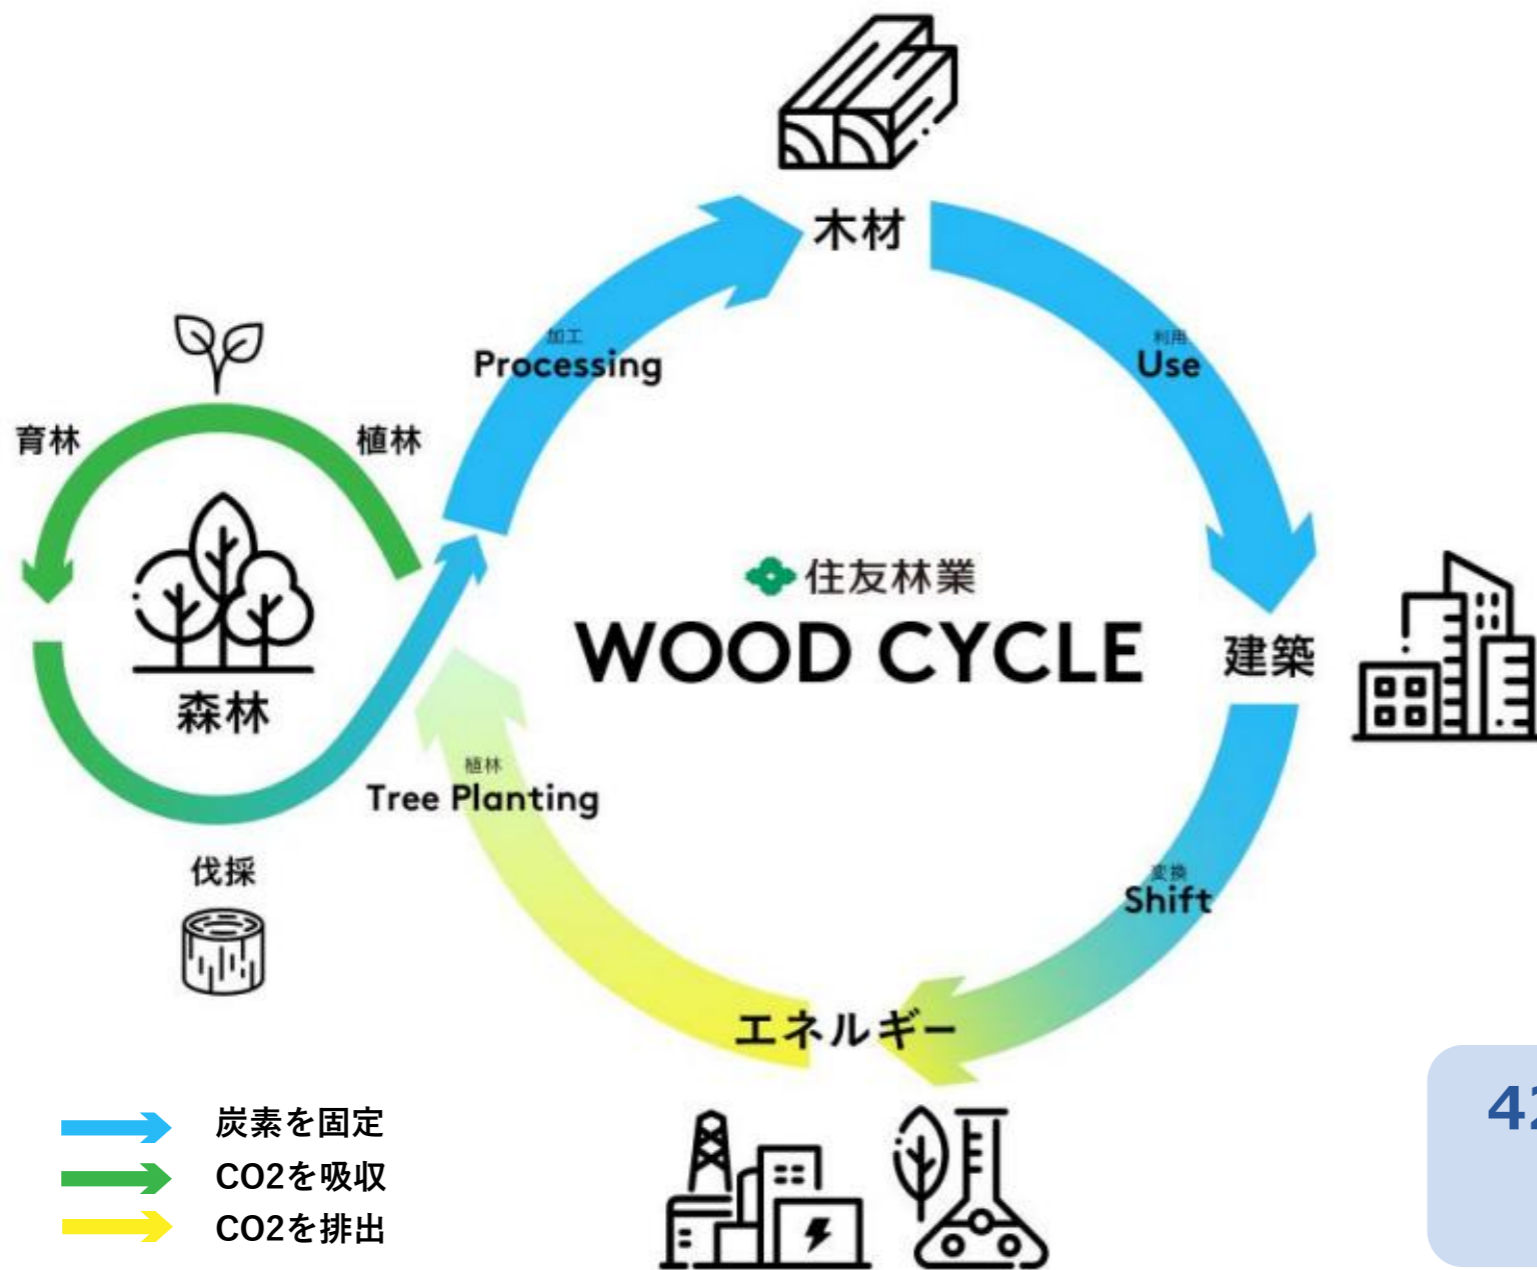 木材
加工
Processing
利用
Use
育林
植林
住友林業
WOOD CYCLE
森林
建築
植林
Tree Planting
伐採
変換
Shift
エネルギー
炭素を固定
CO2を吸収
CO2を排出